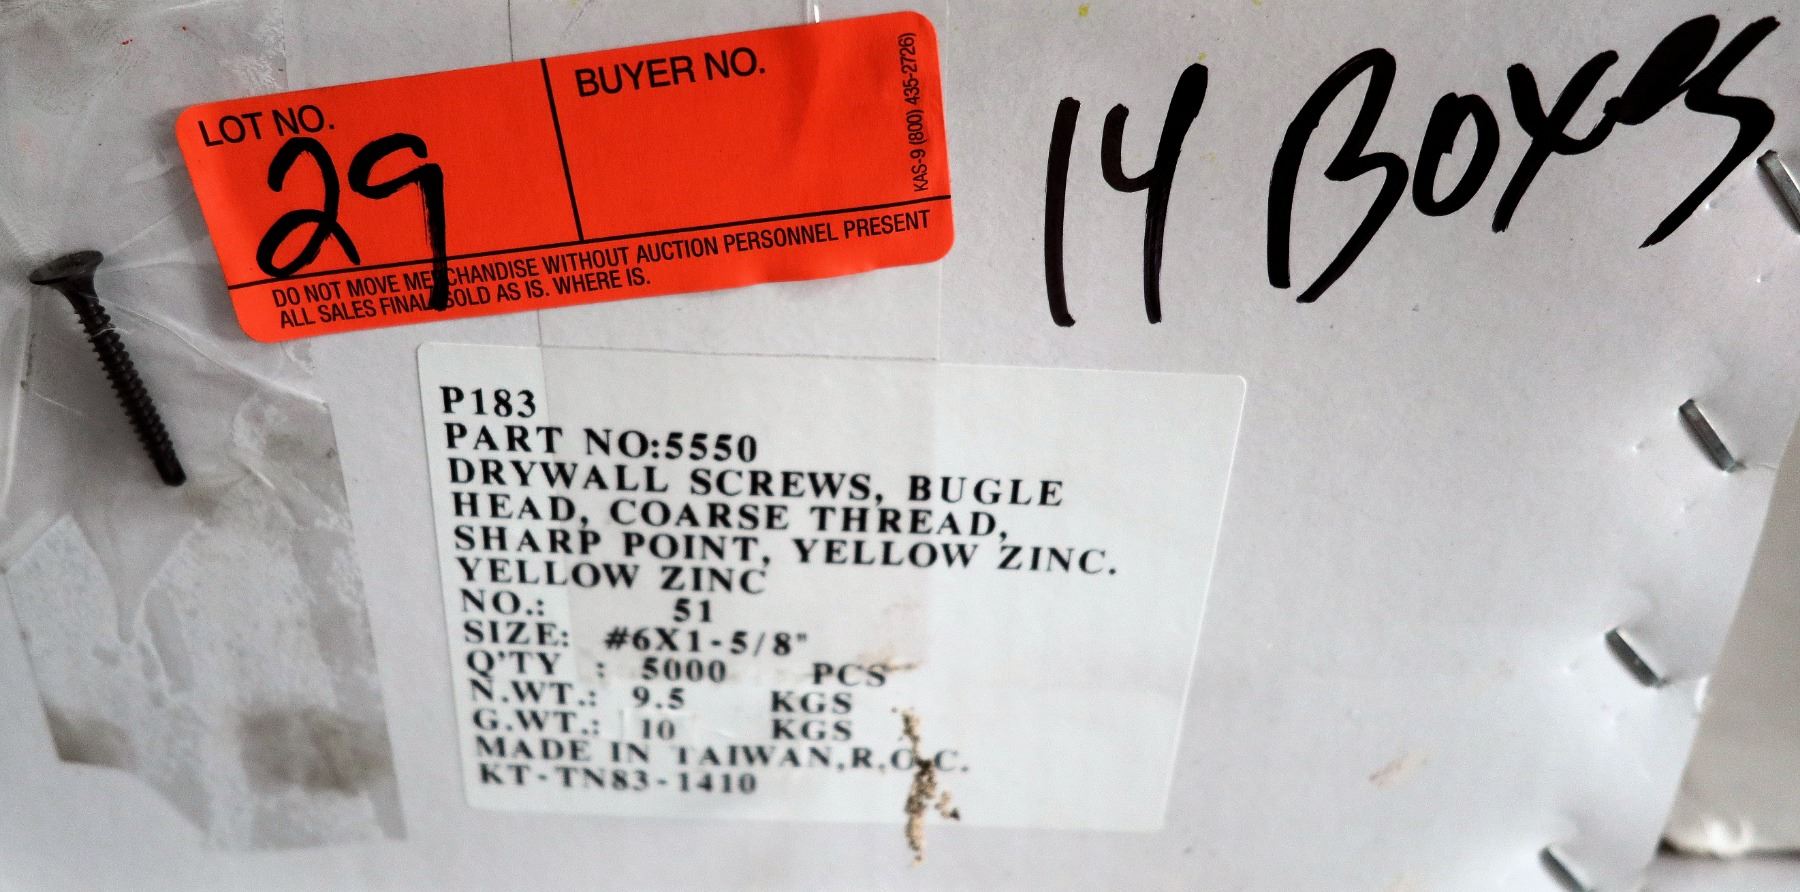 LOT NO.
29
BUYER NO.
KAS-9 (800) 435-2726)
DO NOT MOVE MERCHANDISE WITHOUT AUCTION PERSONNEL PRESENT
ALL SALES FINAL SOLD AS IS. WHERE IS.
14 BOXES
P183
PART NO:5550
DRYWALL SCREWS, BUGLE
HEAD, COARSE THREAD,
SHARP POINT, YELLOW ZINC.
YELLOW ZINC
NO.: 51
SIZE: #6X1-5/8"
Q'TY : 5000 PCS
N.WT.: 9.5 KGS
G.WT.: 10 KGS
MADE IN TAIWAN,R.O.C.
KT-TN83-1410